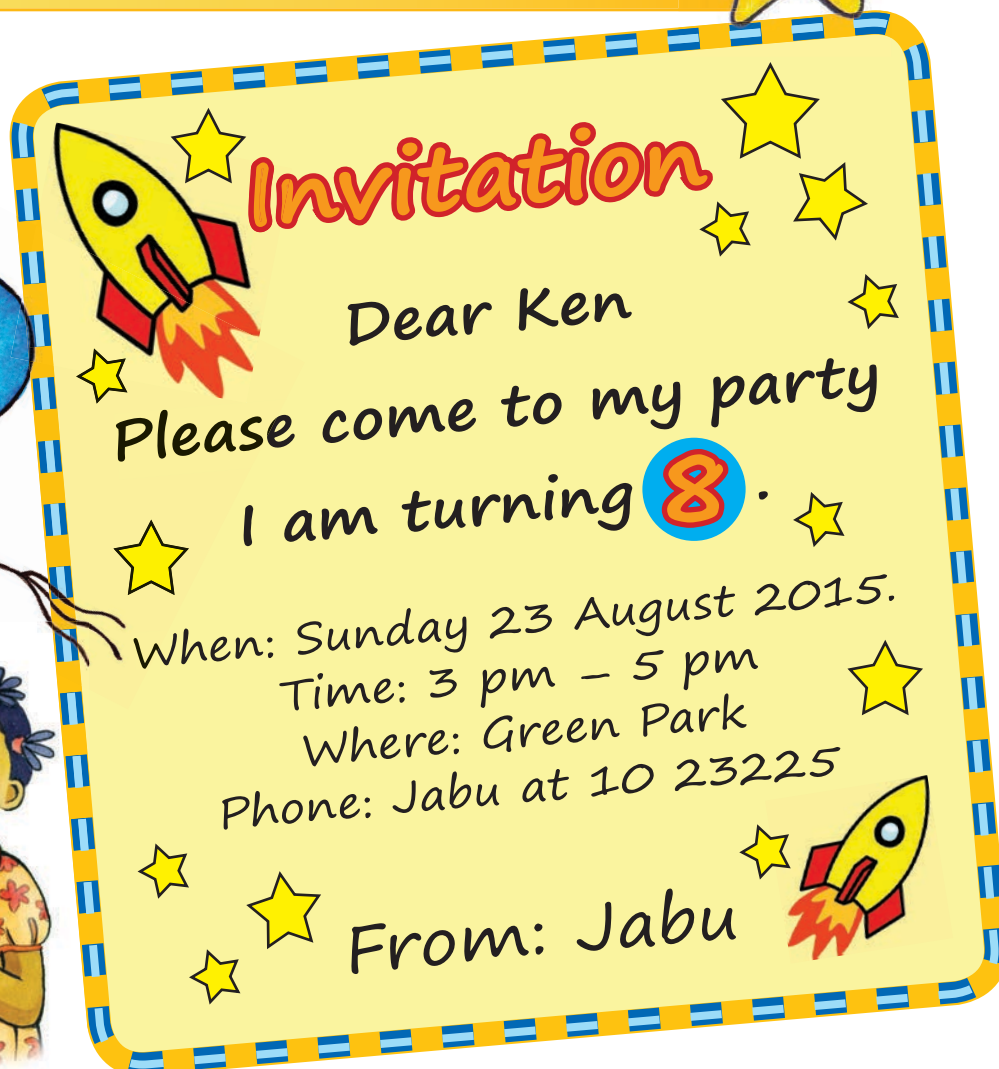 Invitation
Dear Ken
Please come to my party
I am turning 8.
When: Sunday 23 August 2015.
Time: 3 pm – 5 pm
Where: Green Park
Phone: Jabu at 10 23225
From: Jabu